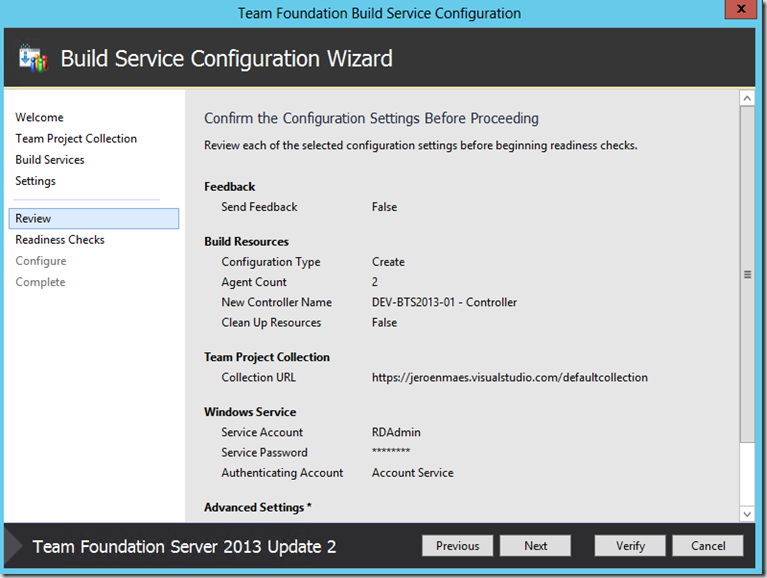 Team Foundation Build Service Configuration
x
Build Service Configuration Wizard
Welcome
Team Project Collection
Build Services
Settings
Review
Readiness Checks
Configure
Complete
Confirm the Configuration Settings Before Proceeding
Review each of the selected configuration settings before beginning readiness checks.
Feedback
Send Feedback False
Build Resources
Configuration Type Create
Agent Count 2
New Controller Name DEV-BTS2013-01 - Controller
Clean Up Resources False
Team Project Collection
Collection URL https://jeroenmaes.visualstudio.com/defaultcollection
Windows Service
Service Account RDAdmin
Service Password ********
Authenticating Account Account Service
Advanced Settings *
Team Foundation Server 2013 Update 2
Previous Next Verify Cancel